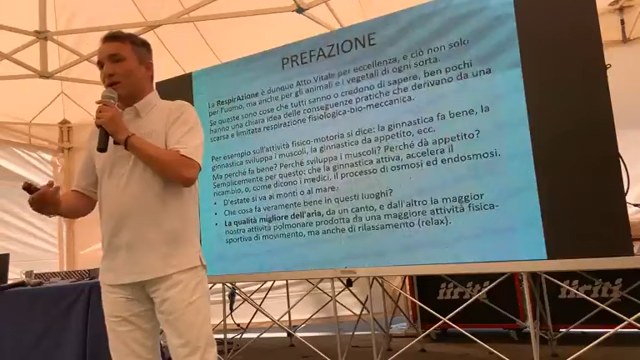 PREFAZIONE
La RespirAzione è dunque Atto Vitale per eccellenza, e ciò non solo
per l'uomo, ma anche per gli animali e i vegetali di ogni sorta.
Se queste sono cose che tutti sanno o credono di sapere, ben pochi
hanno una chiara idea delle conseguenze pratiche che derivano da una
scarsa e limitata respirazione fisiologica-bio-meccanica.
Per esempio sull'attività fisico-motoria si dice: la ginnastica fa bene, la
ginnastica sviluppa i muscoli, la ginnastica da appetito, ecc.
Ma perché fa bene? Perché sviluppa i muscoli? Perché dà appetito?
Semplicemente per questo: che la ginnastica attiva, accelera il
ricambio, o, come dicono i medici, il processo di osmosi ed endosmosi.
• D'estate si va ai monti o al mare.
• Che cosa fa veramente bene in questi luoghi?
• La qualità migliore dell'aria, da un canto, e dall'altro la maggior
nostra attività polmonare prodotta da una maggiore attività fisica-
sportiva di movimento, ma anche di rilassamento (relax).
iiriti
iiriti